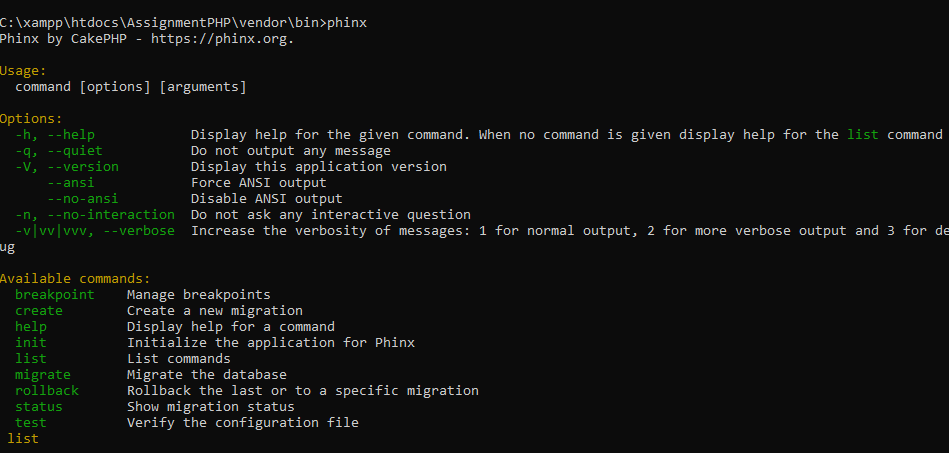 C:\xampp\htdocs\AssignmentPHP\vendor\bin>phinx
Phinx by CakePHP - https://phinx.org.
Usage:
command [options] [arguments]
Options:
-h, --help Display help for the given command. When no command is given display help for the list command
-q, --quiet Do not output any message
-V, --version Display this application version
--ansi Force ANSI output
--no-ansi Disable ANSI output
-n, --no-interaction Do not ask any interactive question
-v|vv|vvv, --verbose Increase the verbosity of messages: 1 for normal output, 2 for more verbose output and 3 for de
ug
Available commands:
breakpoint Manage breakpoints
create Create a new migration
help Display help for a command
init Initialize the application for Phinx
list List commands
migrate Migrate the database
rollback Rollback the last or to a specific migration
status Show migration status
test Verify the configuration file
list